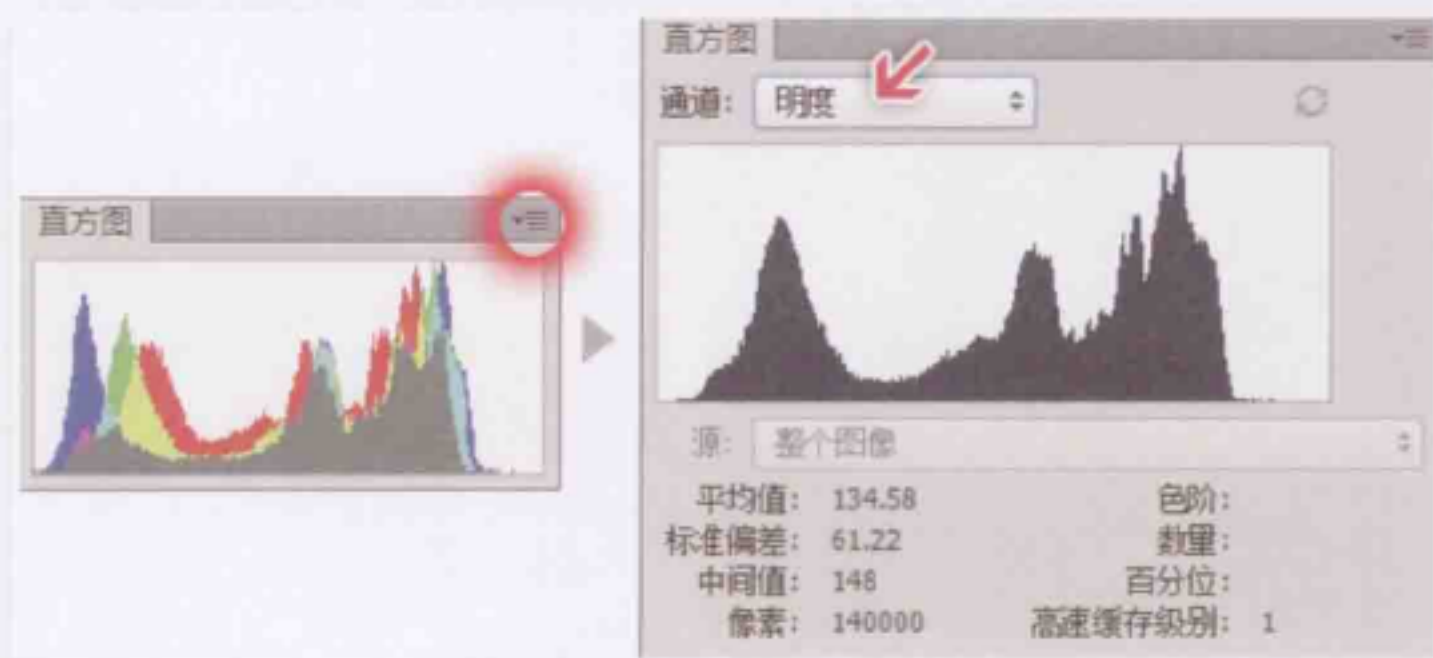 直方图
直方图
通道: 明度
源: 整个图像
平均值: 134.58 色阶:
标准偏差: 61.22 数量:
中间值: 148 百分位:
像素: 140000 高速缓存级别: 1